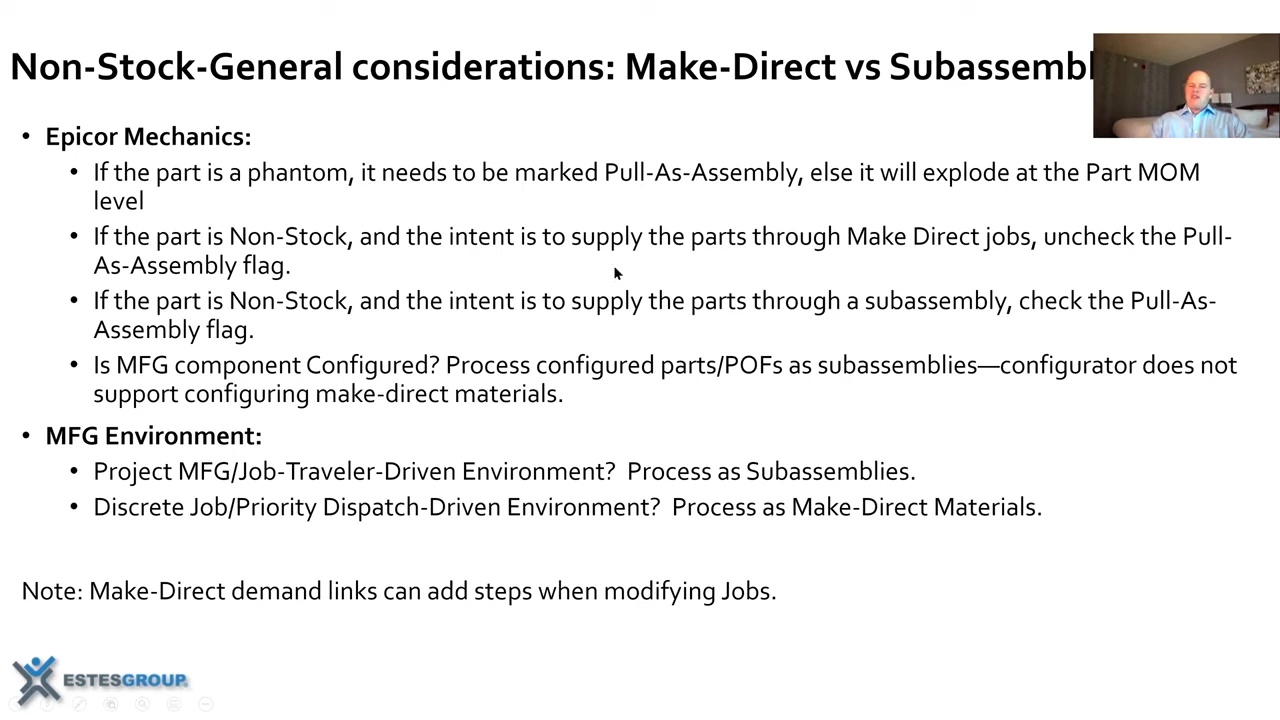 Non-Stock-General considerations: Make-Direct vs Subassembl
• Epicor Mechanics:
• If the part is a phantom, it needs to be marked Pull-As-Assembly, else it will explode at the Part MOM
level
• If the part is Non-Stock, and the intent is to supply the parts through Make Direct jobs, uncheck the Pull-
As-Assembly flag.
• If the part is Non-Stock, and the intent is to supply the parts through a subassembly, check the Pull-As-
Assembly flag.
• Is MFG component Configured? Process configured parts/POFs as subassemblies—configurator does not
support configuring make-direct materials.
• MFG Environment:
• Project MFG/Job-Traveler-Driven Environment?  Process as Subassemblies.
• Discrete Job/Priority Dispatch-Driven Environment?  Process as Make-Direct Materials.
Note: Make-Direct demand links can add steps when modifying Jobs.
ESTESGROUP